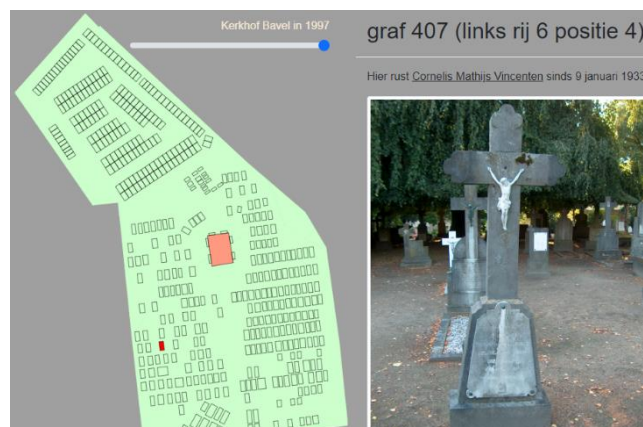 Kerkhof Bavel in 1997
graf 407 (links rij 6 positie 4)
Hier rust Cornelis Mathijs Vincenten sinds 9 januari 1933